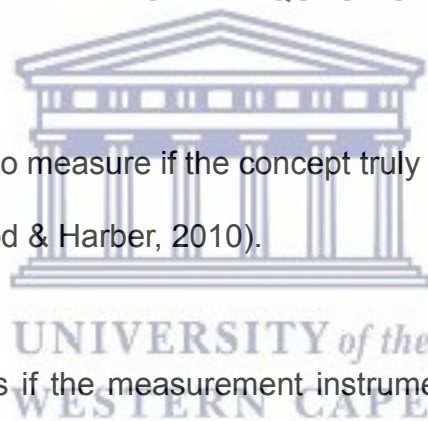 o measure if the concept truly
d & Harber, 2010).
UNIVERSITY of the
s if the measurement instrume
WESTERN CAPE